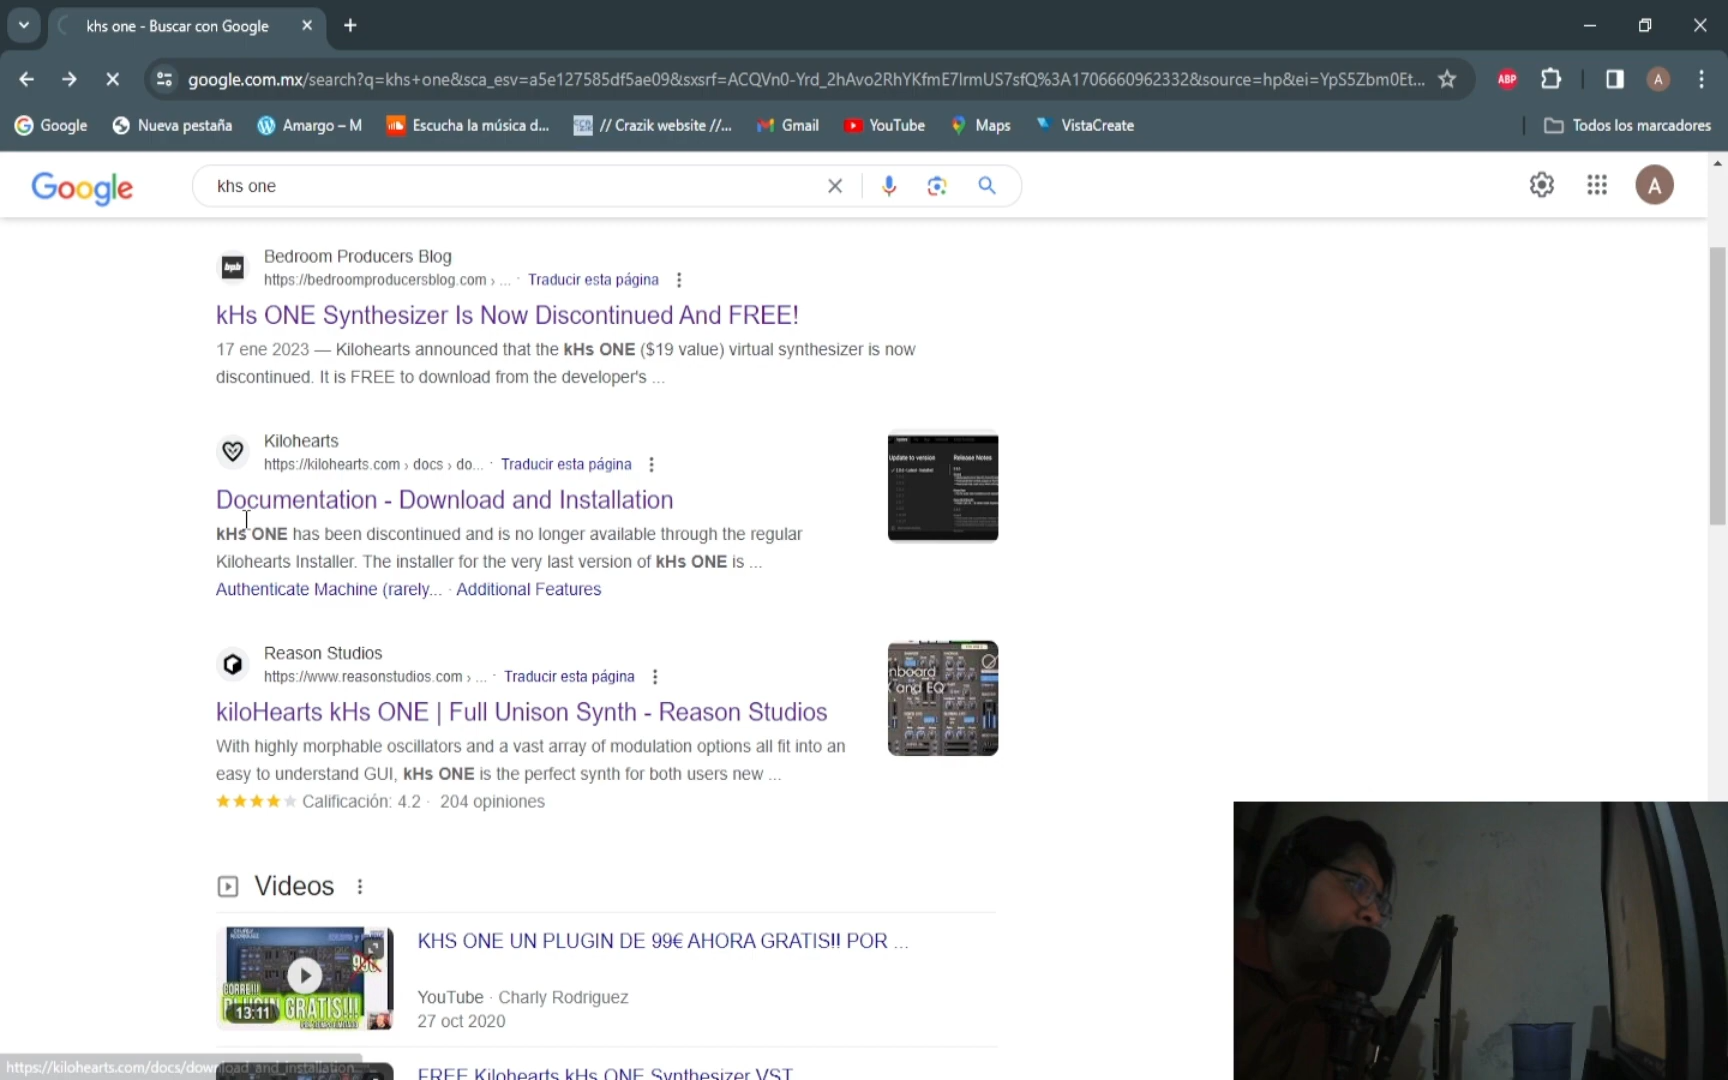 khs one - Buscar con Google
google.com.mx/search?q=khs+one&sca_esv=a5e127585df5ae09&sxsrf=ACQVn0-Yrd_2hAvo2RhYKfmE7IrmUS7sfQ%3A1706660962332&source=hp&ei=YpS5Zbm0Et...
ABP
A
Google
Nueva pestaña
Amargo – M
Escucha la música d...
// Crazik website //...
Gmail
YouTube
Maps
VistaCreate
Todos los marcadores
Google
khs one
A
bpb
Bedroom Producers Blog
https://bedroomproducersblog.com › ... · Traducir esta página
kHs ONE Synthesizer Is Now Discontinued And FREE!
17 ene 2023 — Kilohearts announced that the kHs ONE ($19 value) virtual synthesizer is now
discontinued. It is FREE to download from the developer's ...
Kilohearts
https://kilohearts.com › docs › do... · Traducir esta página
Documentation - Download and Installation
kHs ONE has been discontinued and is no longer available through the regular
Kilohearts Installer. The installer for the very last version of kHs ONE is ...
Authenticate Machine (rarely... · Additional Features
Update to version
Release Notes
Reason Studios
https://www.reasonstudios.com › ... · Traducir esta página
kiloHearts kHs ONE | Full Unison Synth - Reason Studios
With highly morphable oscillators and a vast array of modulation options all fit into an
easy to understand GUI, kHs ONE is the perfect synth for both users new ...
Calificación: 4.2 · 204 opiniones
and EQ
Videos
KHS ONE UN PLUGIN DE 99€ AHORA GRATIS!! POR ...
YouTube · Charly Rodriguez
27 oct 2020
CORRE!!!
PLUGIN GRATIS!!!
13:11
FREE Kilohearts kHs ONE Synthesizer VST
https://kilohearts.com/docs/download_and_installation